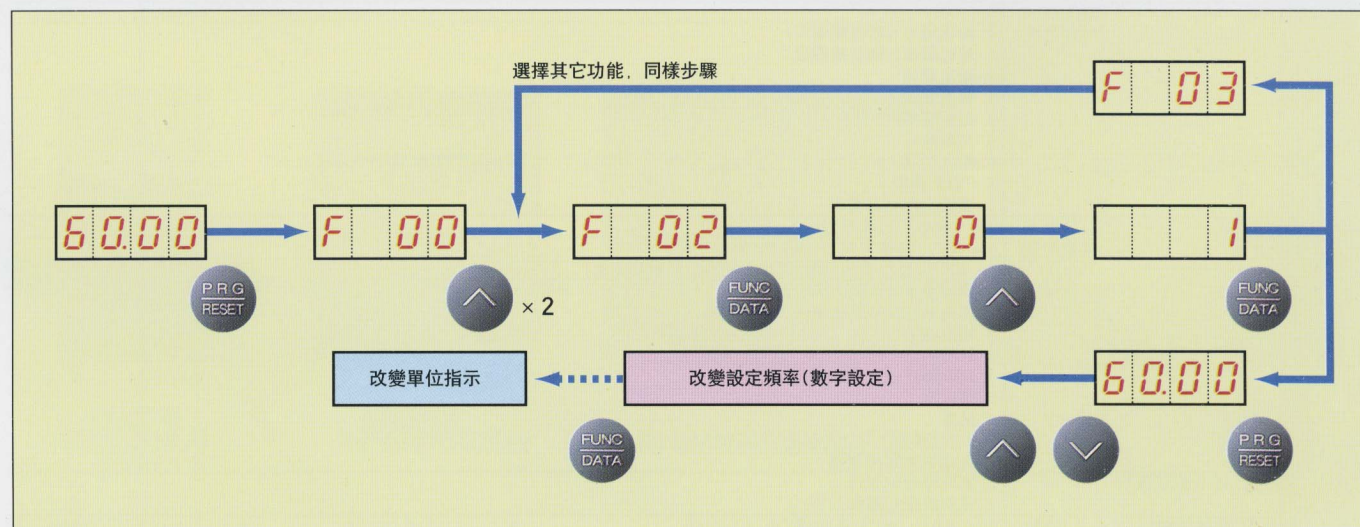 選擇其它功能，同樣步驟
F 03
60.00
F 00
F 02
0
1
PRG
RESET
× 2
FUNC
DATA
FUNC
DATA
改變單位指示
改變設定頻率(數字設定)
60.00
FUNC
DATA
PRG
RESET